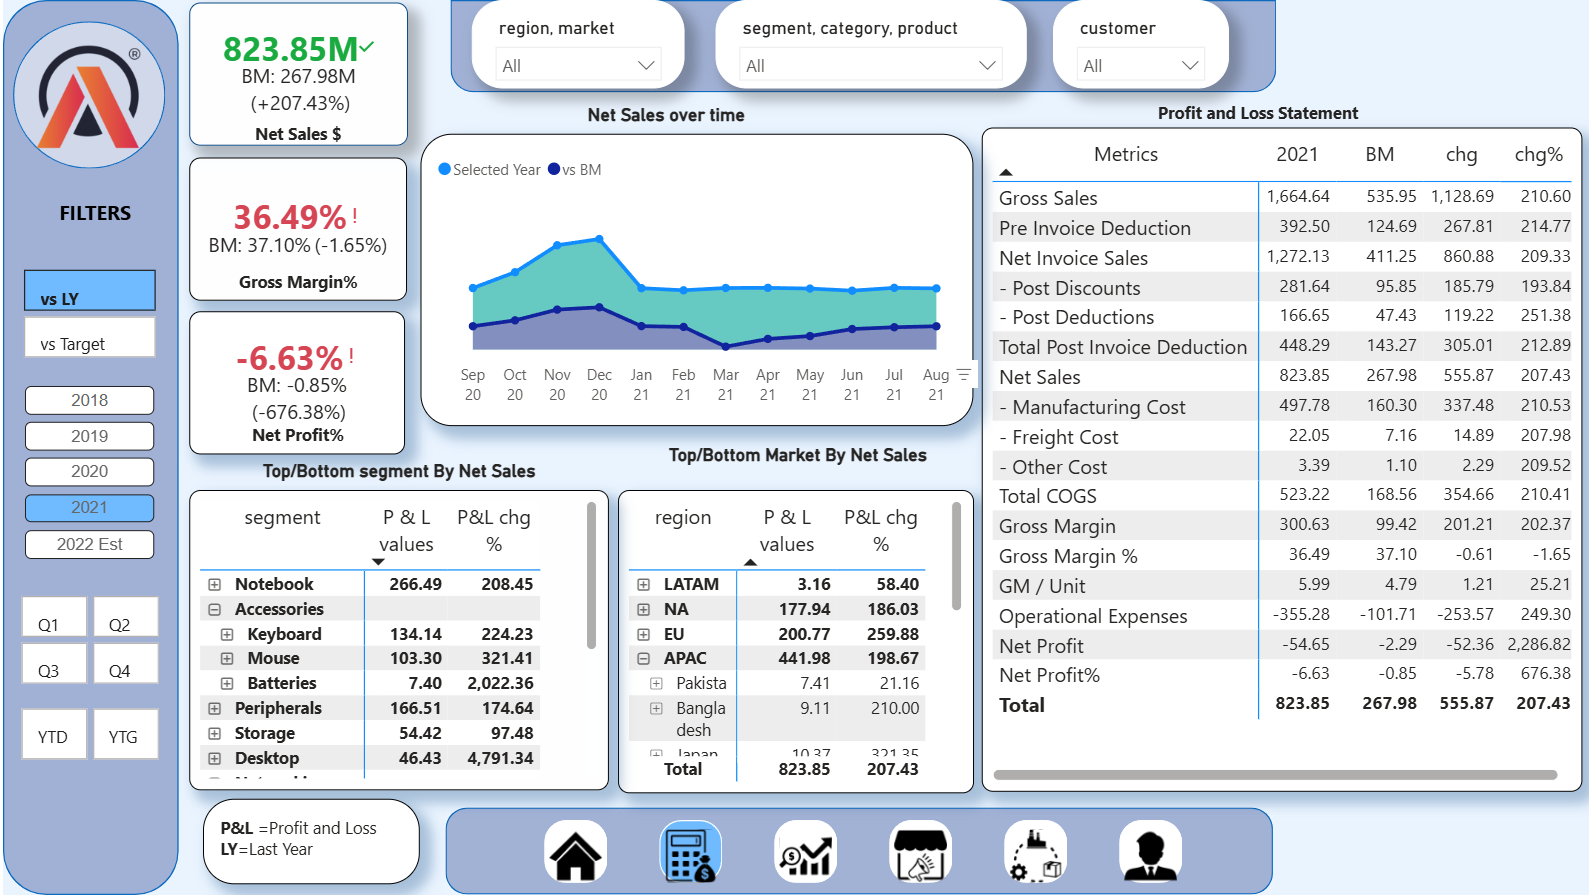 ®
FILTERS
vs LY
vs Target
2018
2019
2020
2021
2022 Est
Q1 Q2
Q3 Q4
YTD YTG
823.85M
BM: 267.98M
(+207.43%)
Net Sales $
36.49% !
BM: 37.10% (-1.65%)
Gross Margin%
-6.63% !
BM: -0.85%
(-676.38%)
Net Profit%
region, market
All
segment, category, product
All
customer
All
Net Sales over time
Selected Year vs BM
Sep Oct Nov Dec Jan Feb Mar Apr May Jun Jul Aug
20 20 20 20 21 21 21 21 21 21 21 21
Profit and Loss Statement
Metrics 2021 BM chg chg%
Gross Sales 1,664.64 535.95 1,128.69 210.60
Pre Invoice Deduction 392.50 124.69 267.81 214.77
Net Invoice Sales 1,272.13 411.25 860.88 209.33
- Post Discounts 281.64 95.85 185.79 193.84
- Post Deductions 166.65 47.43 119.22 251.38
Total Post Invoice Deduction 448.29 143.27 305.01 212.89
Net Sales 823.85 267.98 555.87 207.43
- Manufacturing Cost 497.78 160.30 337.48 210.53
- Freight Cost 22.05 7.16 14.89 207.98
- Other Cost 3.39 1.10 2.29 209.52
Total COGS 523.22 168.56 354.66 210.41
Gross Margin 300.63 99.42 201.21 202.37
Gross Margin % 36.49 37.10 -0.61 -1.65
GM / Unit 5.99 4.79 1.21 25.21
Operational Expenses -355.28 -101.71 -253.57 249.30
Net Profit -54.65 -2.29 -52.36 2,286.82
Net Profit% -6.63 -0.85 -5.78 676.38
Total 823.85 267.98 555.87 207.43
Top/Bottom segment By Net Sales
segment P & L P&L chg
values %
Notebook 266.49 208.45
Accessories
Keyboard 134.14 224.23
Mouse 103.30 321.41
Batteries 7.40 2,022.36
Peripherals 166.51 174.64
Storage 54.42 97.48
Desktop 46.43 4,791.34
Top/Bottom Market By Net Sales
region P & L P&L chg
values %
LATAM 3.16 58.40
NA 177.94 186.03
EU 200.77 259.88
APAC 441.98 198.67
Pakista 7.41 21.16
Bangla 9.11 210.00
desh
Japan 10.37 321.35
Total 823.85 207.43
P&L =Profit and Loss
LY=Last Year